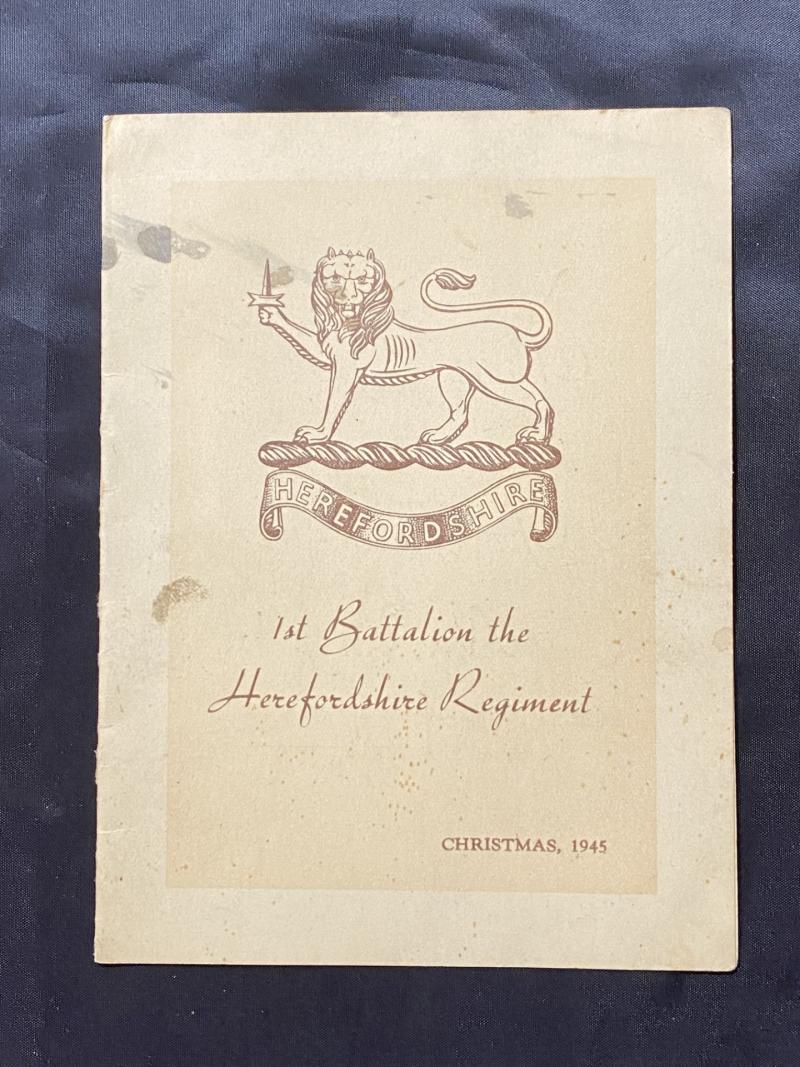 HEREFORDSHIRE
1st Battalion the
Herefordshire Regiment
CHRISTMAS, 1945